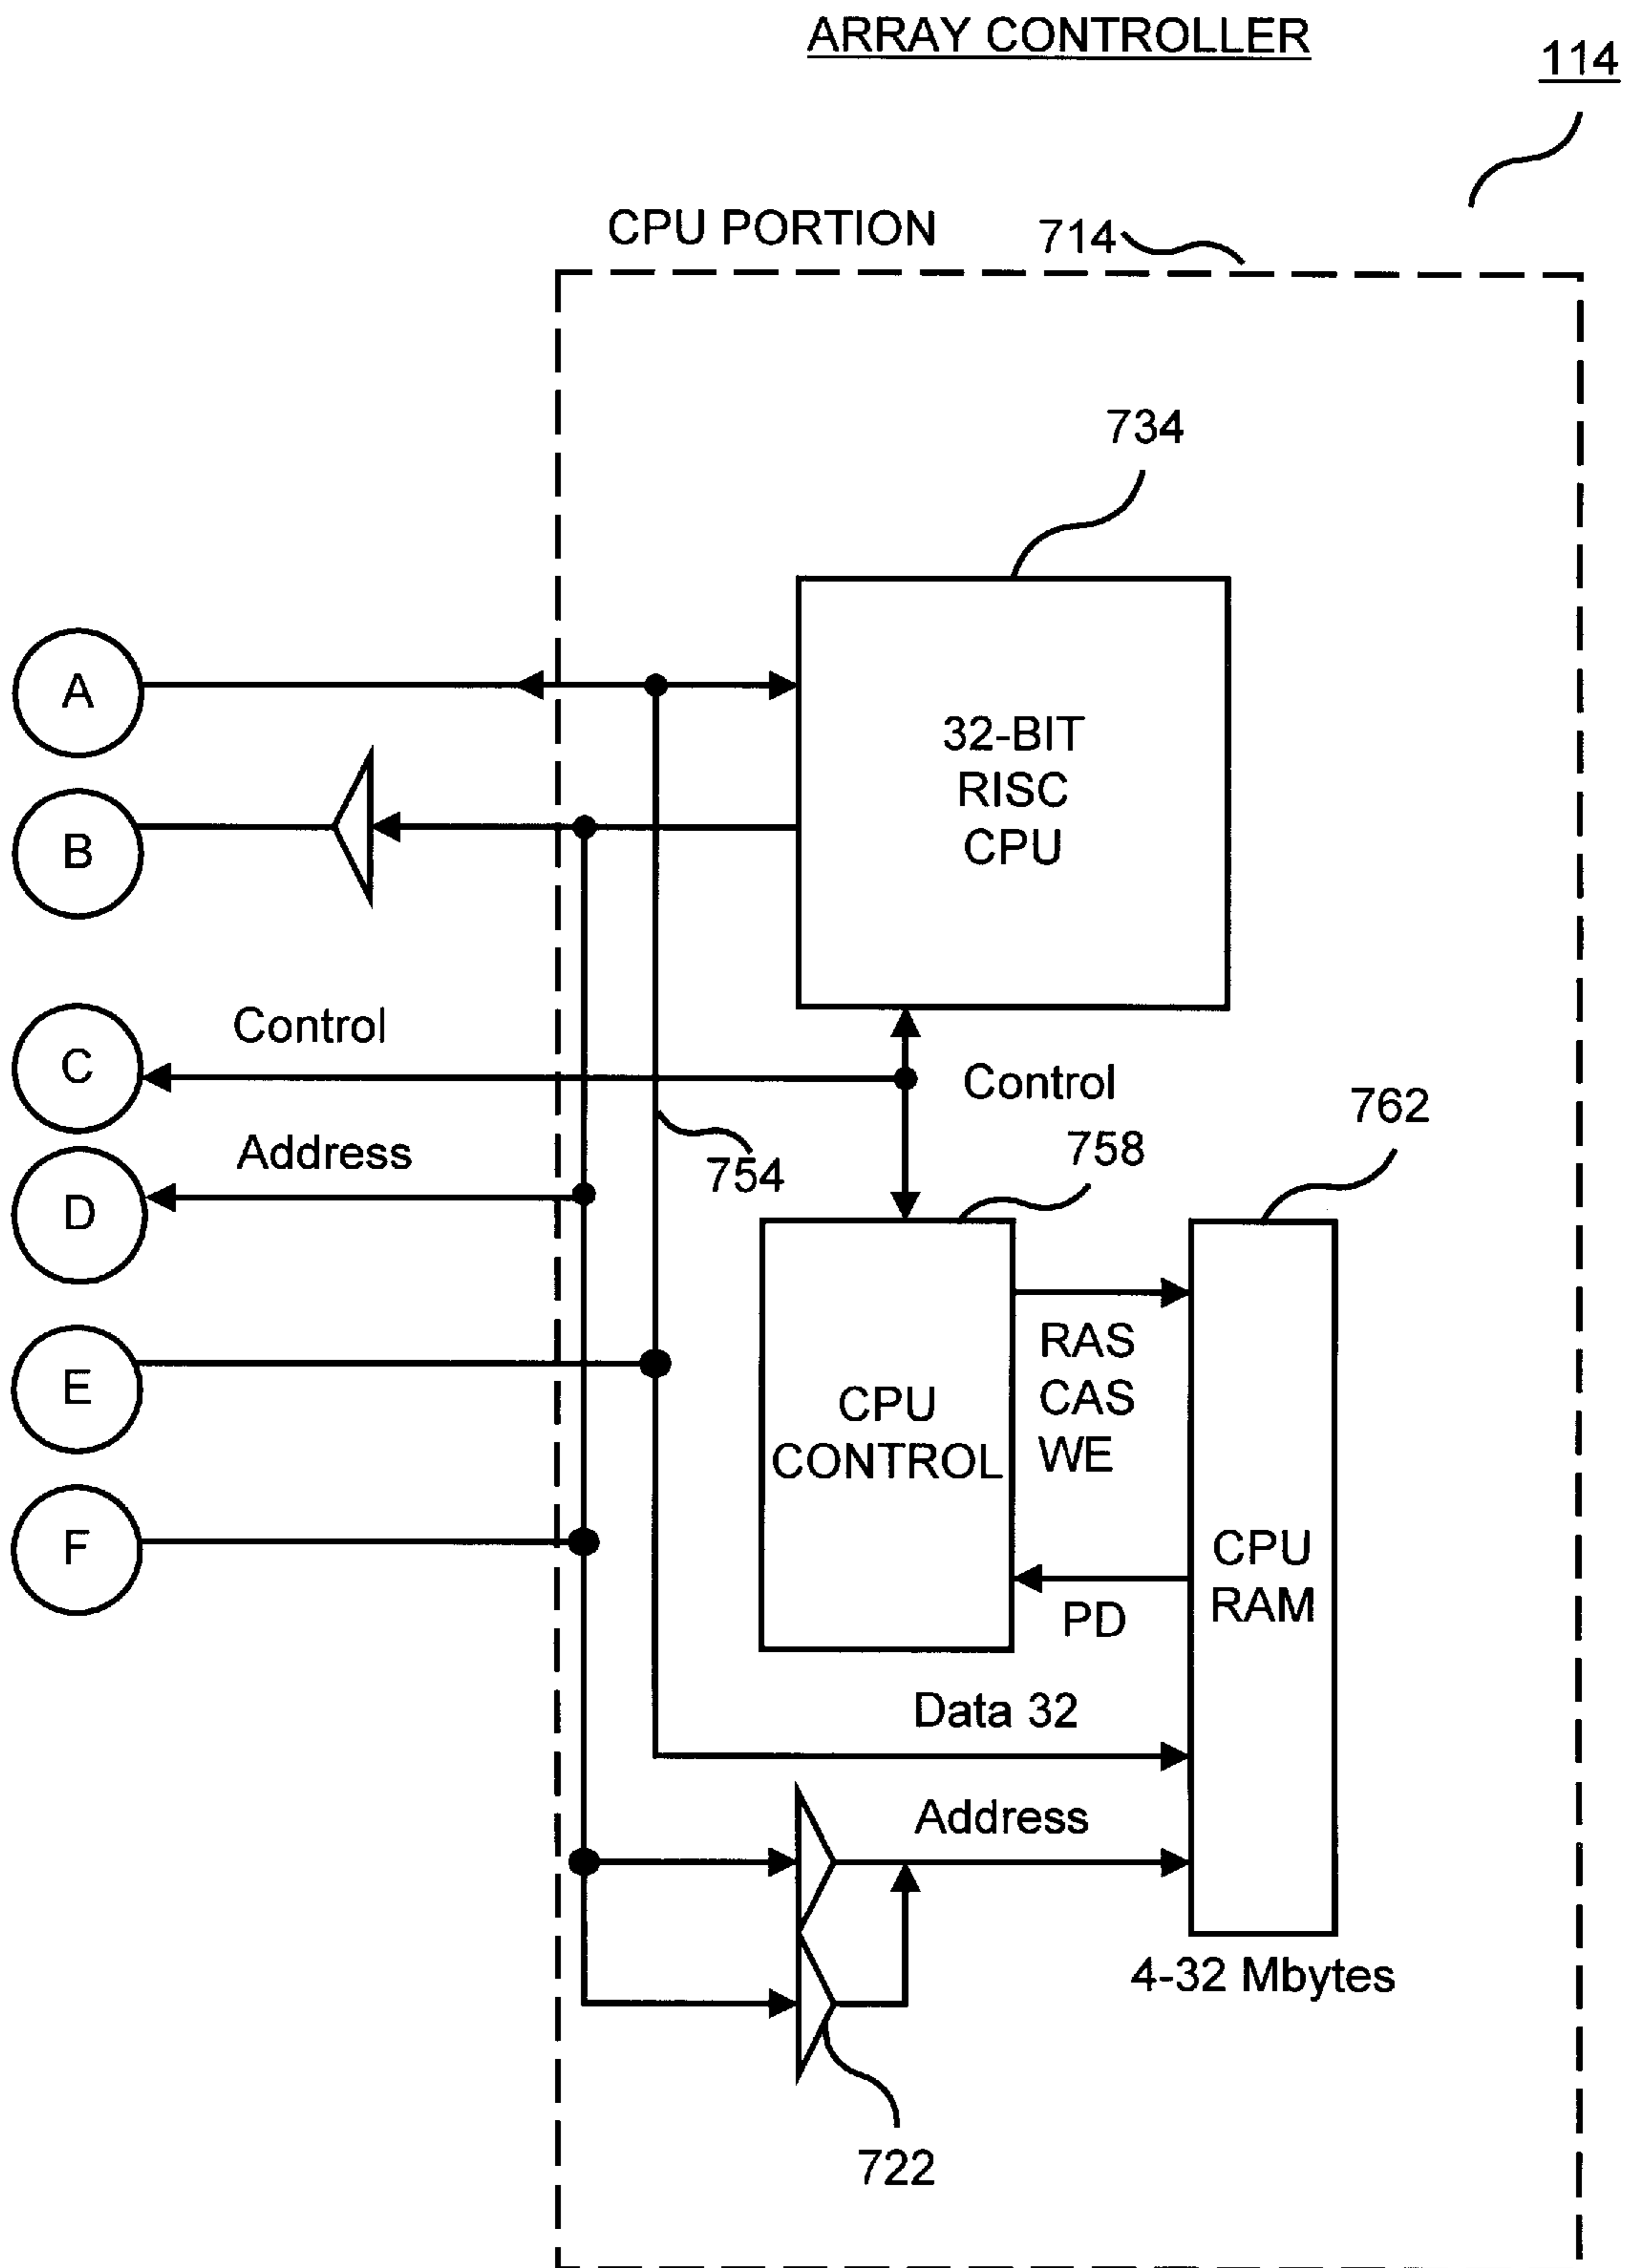 ARRAY CONTROLLER
114
CPU PORTION
714
734
A
32-BIT
RISC
CPU
B
Control
C
Control
762
758
Address
754
D
RAS
CAS
WE
E
CPU
CONTROL
F
CPU
RAM
PD
Data 32
Address
4-32 Mbytes
722